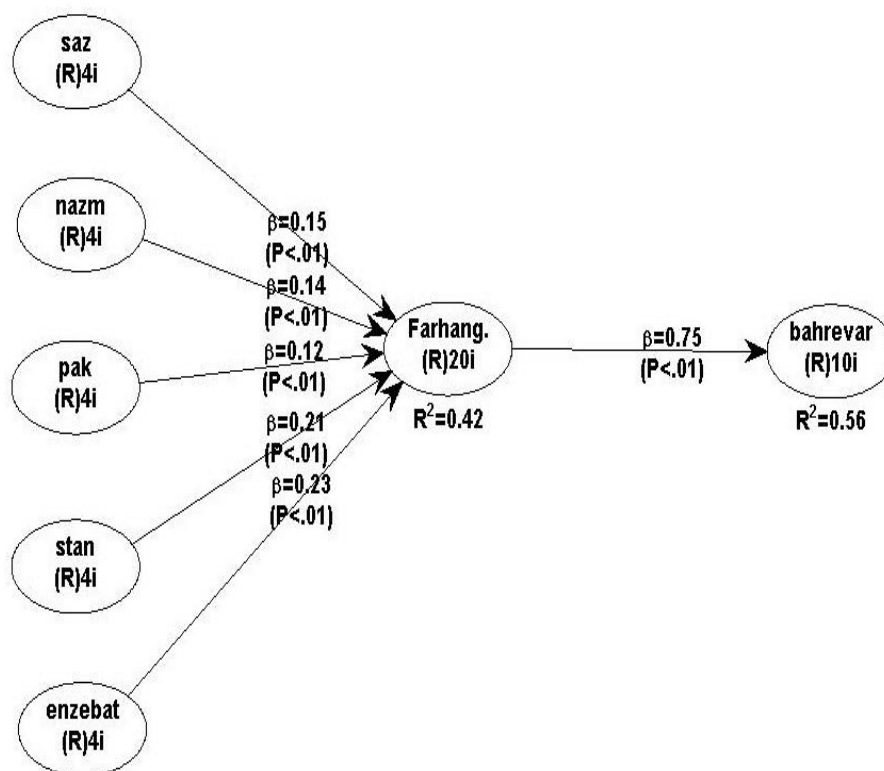 saz
(R)4i
nazm
(R)4i
β=0.15
(P<.01)
β=0.14
(P<.01)
Farhang.
(R)20i
R²=0.42
β=0.75
(P<.01)
bahrevar
(R)10i
R²=0.56
pak
(R)4i
β=0.12
(P<.01)
β=0.21
(P<.01)
β=0.23
(P<.01)
stan
(R)4i
enzebat
(R)4i